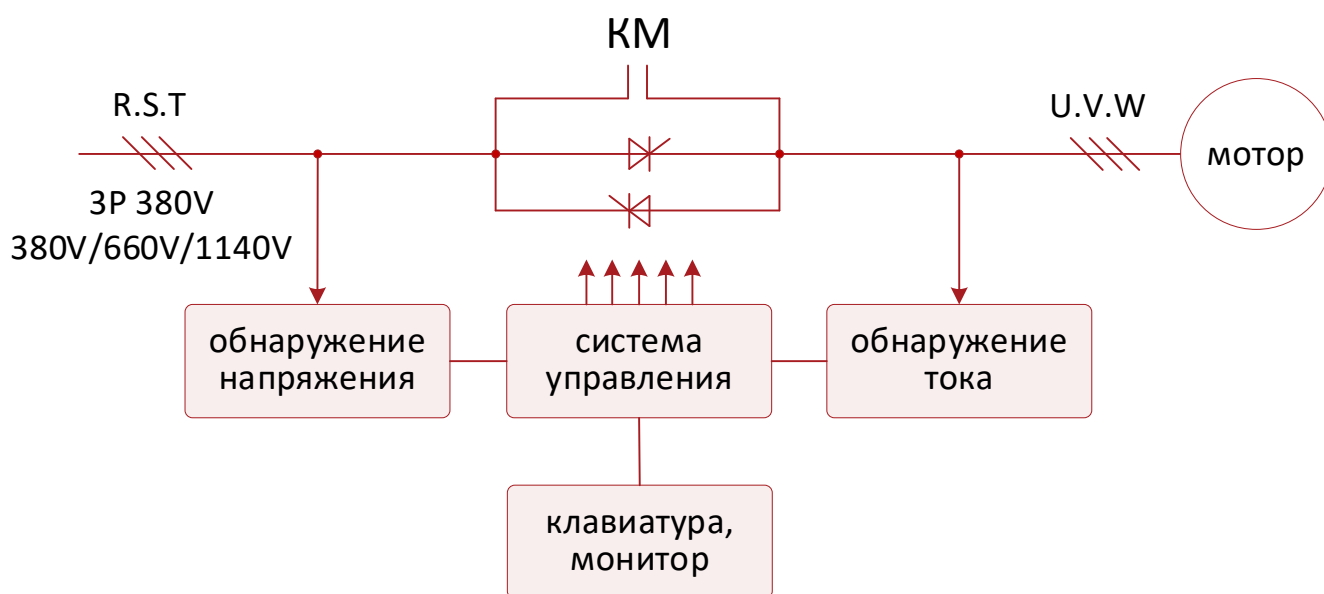 КМ
R.S.T
U.V.W
мотор
3P 380V
380V/660V/1140V
обнаружение
напряжения
система
управления
обнаружение
тока
клавиатура,
монитор